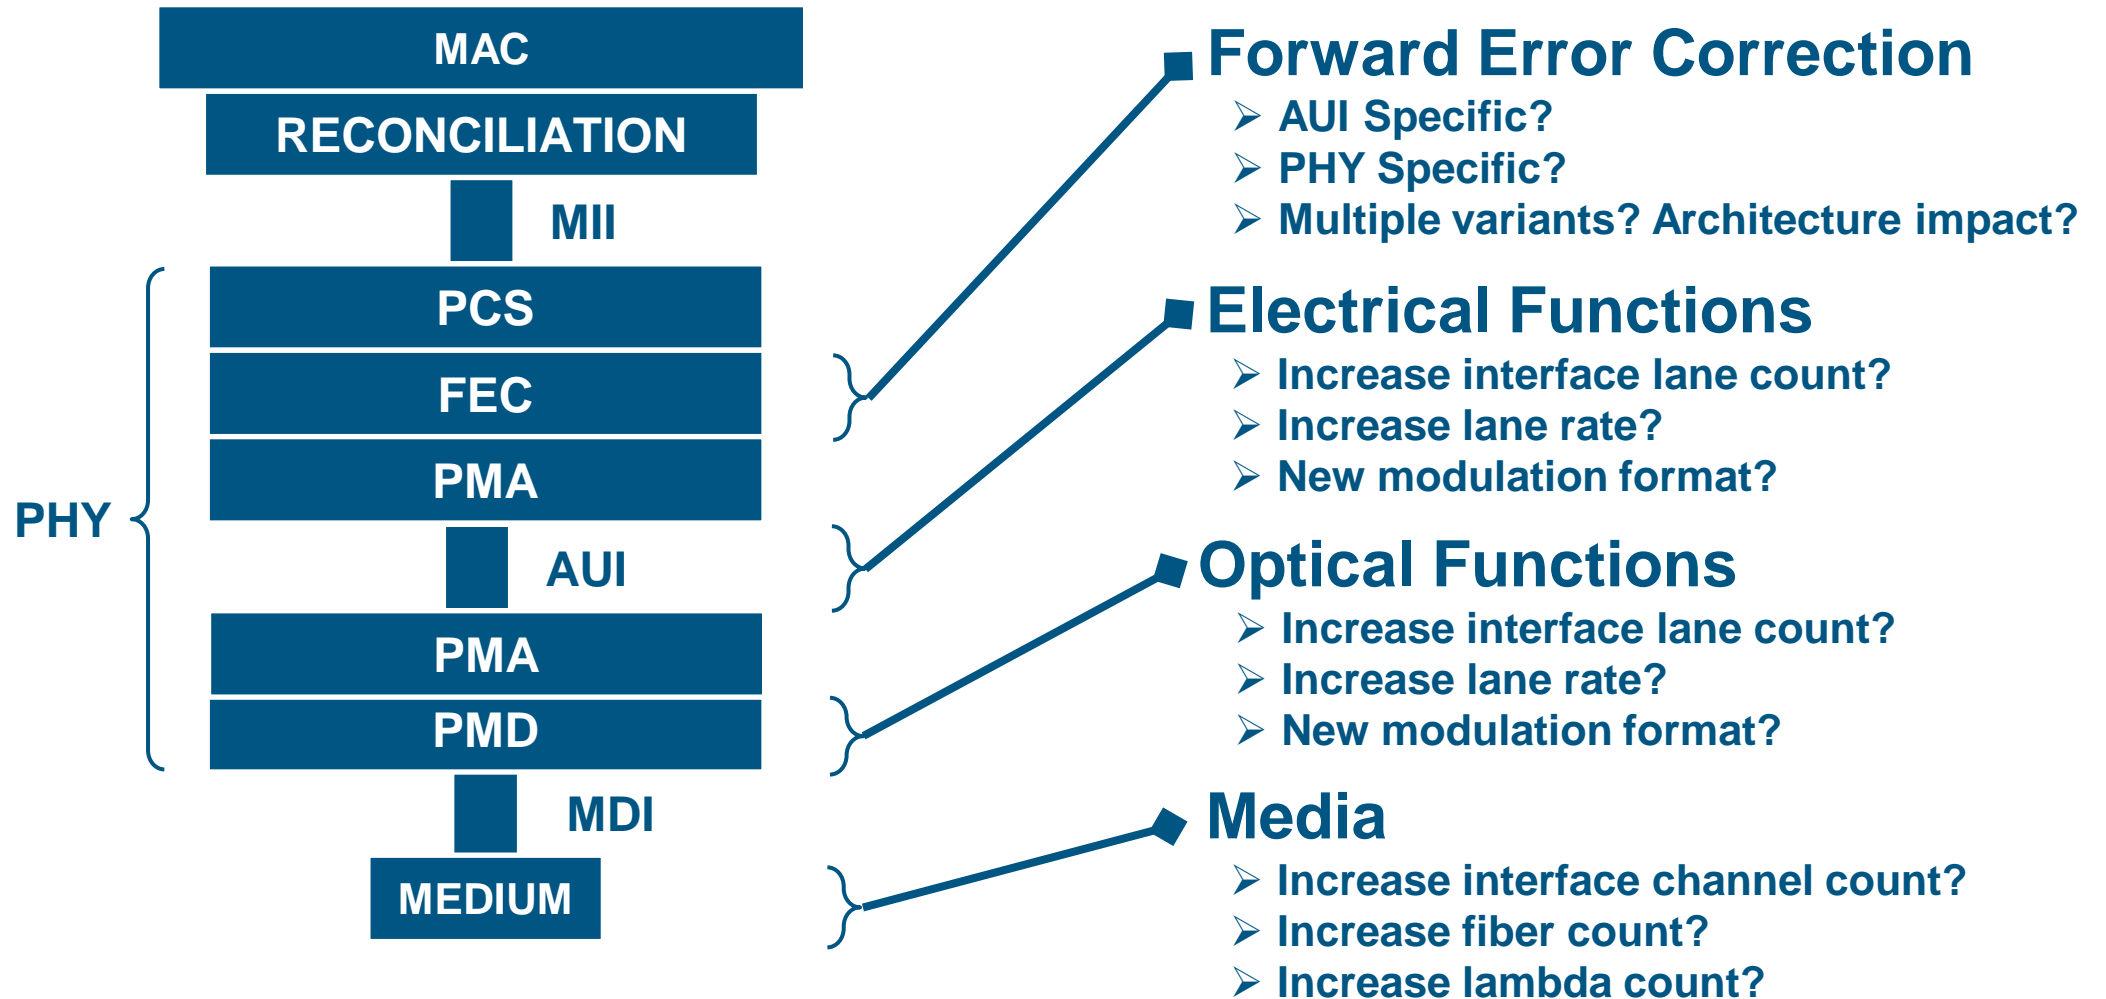 MAC
RECONCILIATION
MII
PCS
FEC
PMA
PHY
AUI
PMA
PMD
MDI
MEDIUM
Forward Error Correction
➢ AUI Specific?
➢ PHY Specific?
➢ Multiple variants? Architecture impact?
Electrical Functions
➢ Increase interface lane count?
➢ Increase lane rate?
➢ New modulation format?
Optical Functions
➢ Increase interface lane count?
➢ Increase lane rate?
➢ New modulation format?
Media
➢ Increase interface channel count?
➢ Increase fiber count?
➢ Increase lambda count?